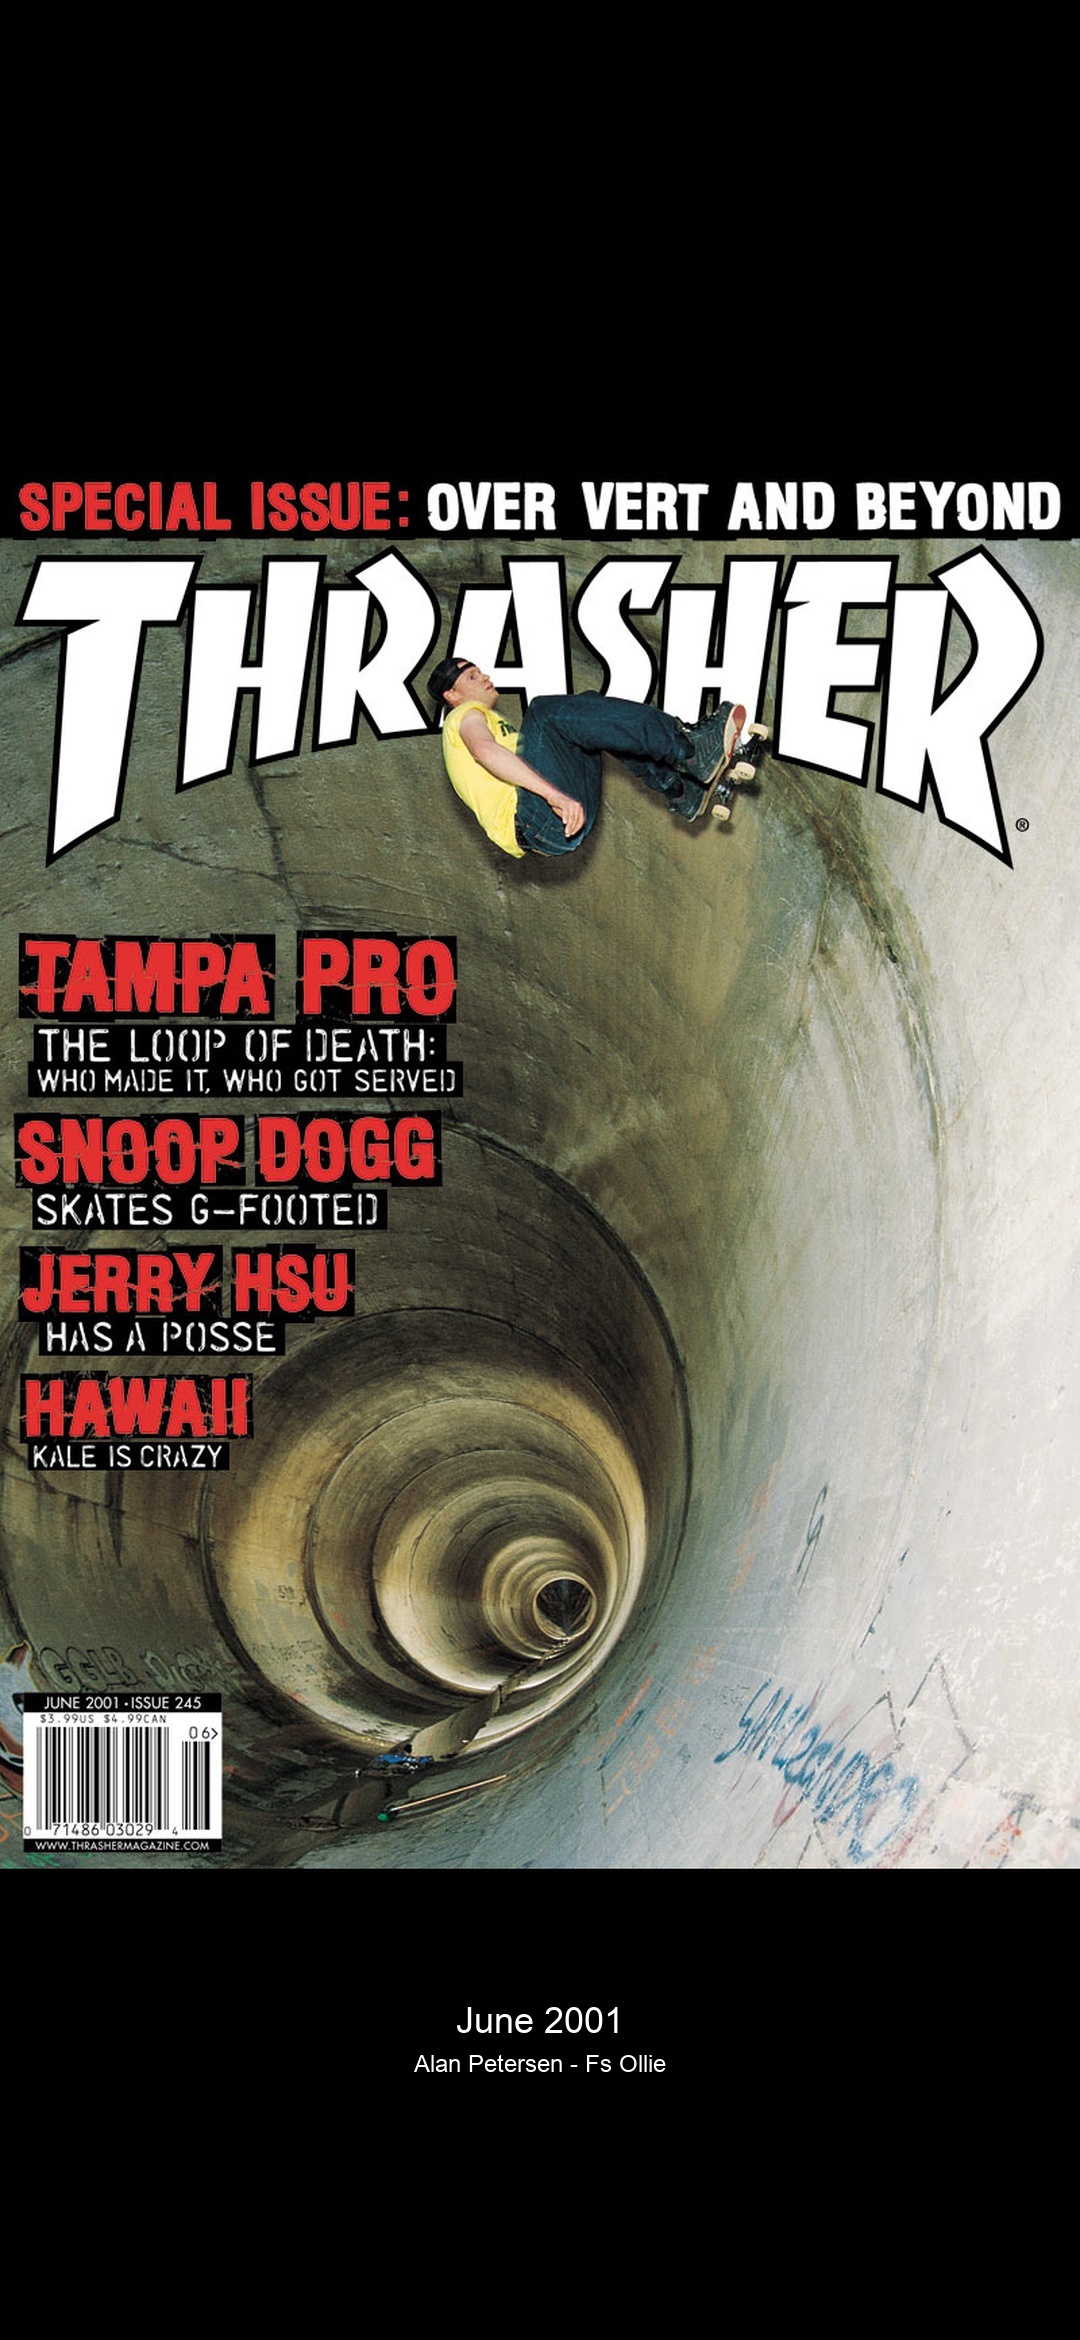 SPECIAL ISSUE: OVER VERT AND BEYOND
THRASHER
®
TAMPA PRO
THE LOOP OF DEATH:
WHO MADE IT, WHO GOT SERVED
SNOOP DOGG
SKATES G-FOOTED
JERRY HSU
HAS A POSSE
HAWAII
KALE IS CRAZY
JUNE 2001 · ISSUE 245
$3.99US $4.99CAN
06>
0 71486 03029 4
WWW.THRASHERMAGAZINE.COM
June 2001
Alan Petersen - Fs Ollie